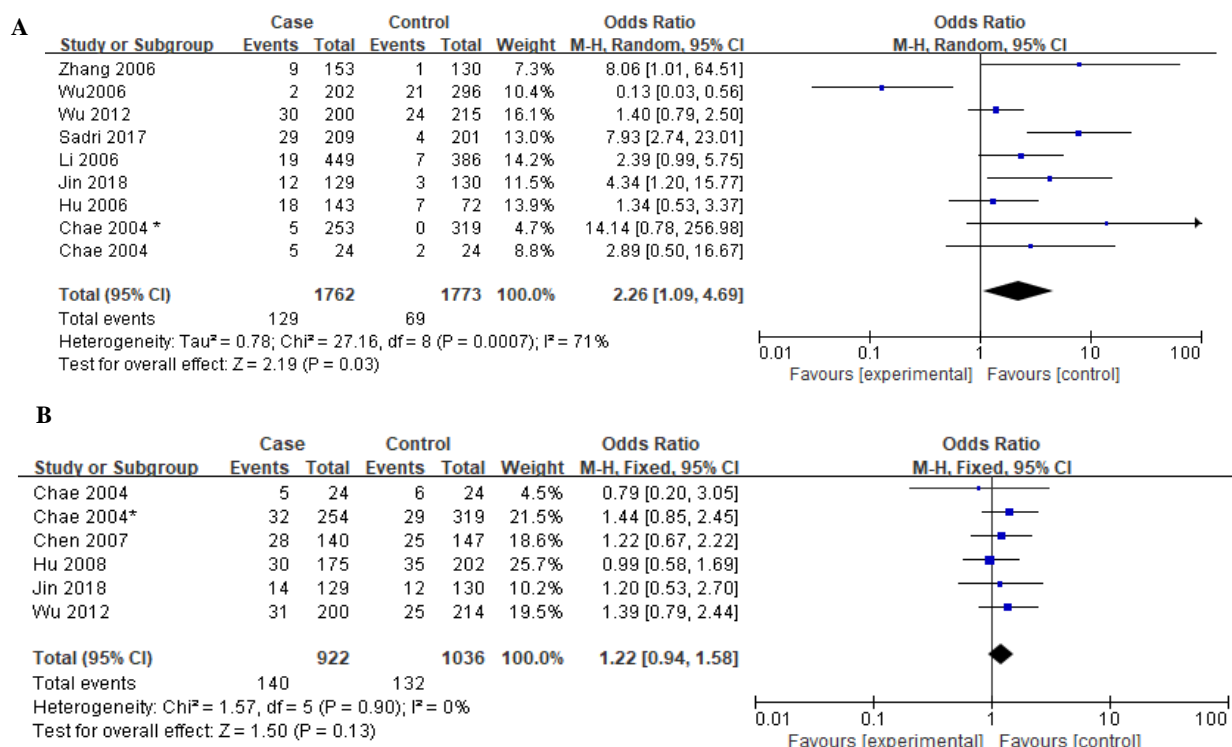 A
Case Control Odds Ratio Odds Ratio
Study or Subgroup Events Total Events Total Weight M-H, Random, 95% CI M-H, Random, 95% CI
Zhang 2006 9 153 1 130 7.3% 8.06 [1.01, 64.51]
Wu2006 2 202 21 296 10.4% 0.13 [0.03, 0.56]
Wu 2012 30 200 24 215 16.1% 1.40 [0.79, 2.50]
Sadri 2017 29 209 4 201 13.0% 7.93 [2.74, 23.01]
Li 2006 19 449 7 386 14.2% 2.39 [0.99, 5.75]
Jin 2018 12 129 3 130 11.5% 4.34 [1.20, 15.77]
Hu 2006 18 143 7 72 13.9% 1.34 [0.53, 3.37]
Chae 2004 * 5 253 0 319 4.7% 14.14 [0.78, 256.98]
Chae 2004 5 24 2 24 8.8% 2.89 [0.50, 16.67]
Total (95% CI) 1762 1773 100.0% 2.26 [1.09, 4.69]
Total events 129 69
Heterogeneity: Tau² = 0.78; Chi² = 27.16, df = 8 (P = 0.0007); I² = 71%
Test for overall effect: Z = 2.19 (P = 0.03)
0.01 0.1 1 10 100
Favours [experimental] Favours [control]
B
Case Control Odds Ratio Odds Ratio
Study or Subgroup Events Total Events Total Weight M-H, Fixed, 95% CI M-H, Fixed, 95% CI
Chae 2004 5 24 6 24 4.5% 0.79 [0.20, 3.05]
Chae 2004* 32 254 29 319 21.5% 1.44 [0.85, 2.45]
Chen 2007 28 140 25 147 18.6% 1.22 [0.67, 2.22]
Hu 2008 30 175 35 202 25.7% 0.99 [0.58, 1.69]
Jin 2018 14 129 12 130 10.2% 1.20 [0.53, 2.70]
Wu 2012 31 200 25 214 19.5% 1.39 [0.79, 2.44]
Total (95% CI) 922 1036 100.0% 1.22 [0.94, 1.58]
Total events 140 132
Heterogeneity: Chi² = 1.57, df = 5 (P = 0.90); I² = 0%
Test for overall effect: Z = 1.50 (P = 0.13)
0.01 0.1 1 10 100
Favours [experimental] Favours [control]